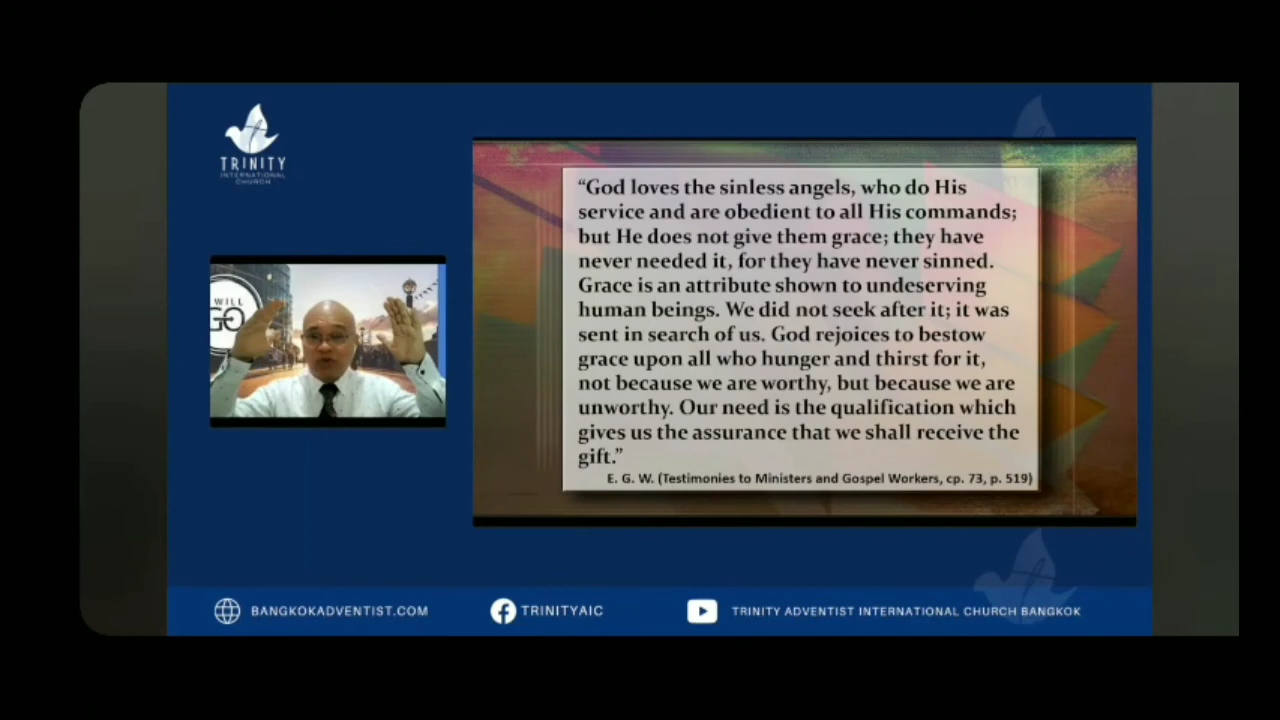 TRINITY
INTERNATIONAL
CHURCH
WILL
GO
“God loves the sinless angels, who do His
service and are obedient to all His commands;
but He does not give them grace; they have
never needed it, for they have never sinned.
Grace is an attribute shown to undeserving
human beings. We did not seek after it; it was
sent in search of us. God rejoices to bestow
grace upon all who hunger and thirst for it,
not because we are worthy, but because we are
unworthy. Our need is the qualification which
gives us the assurance that we shall receive the
gift.”
E. G. W. (Testimonies to Ministers and Gospel Workers, cp. 73, p. 519)
BANGKOKADVENTIST.COM
TRINITYAIC
TRINITY ADVENTIST INTERNATIONAL CHURCH BANGKOK